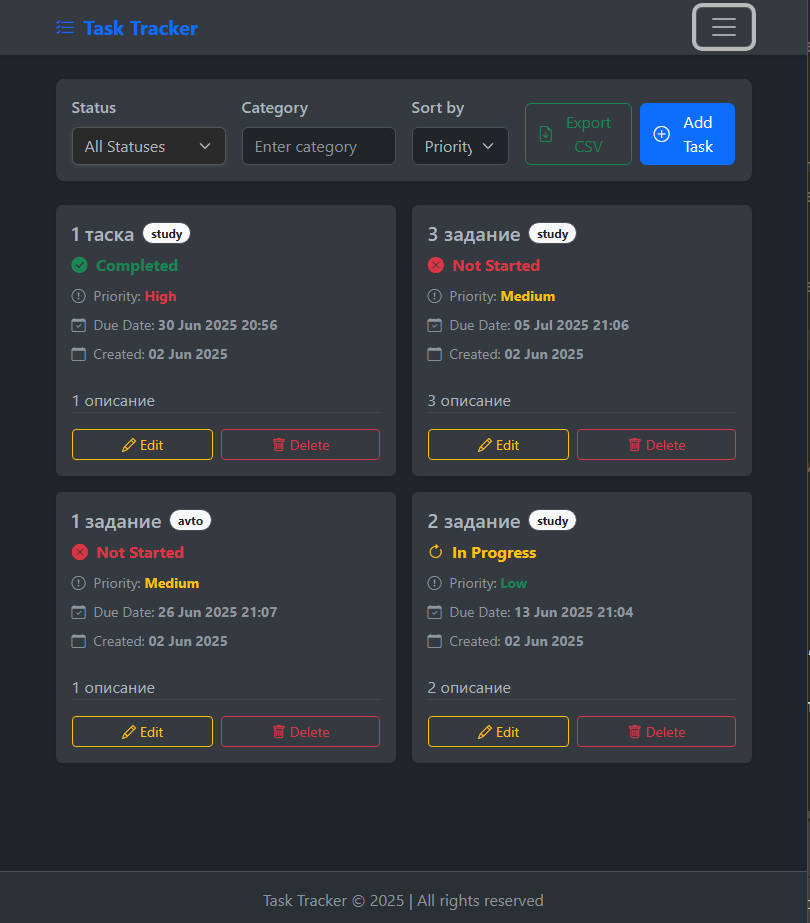 Task Tracker
Status
Category
Sort by
All Statuses
Enter category
Priority
Export
CSV
Add
Task
1 таска study
Completed
Priority: High
Due Date: 30 Jun 2025 20:56
Created: 02 Jun 2025
1 описание
Edit
Delete
3 задание study
Not Started
Priority: Medium
Due Date: 05 Jul 2025 21:06
Created: 02 Jun 2025
3 описание
Edit
Delete
1 задание avto
Not Started
Priority: Medium
Due Date: 26 Jun 2025 21:07
Created: 02 Jun 2025
1 описание
Edit
Delete
2 задание study
In Progress
Priority: Low
Due Date: 13 Jun 2025 21:04
Created: 02 Jun 2025
2 описание
Edit
Delete
Task Tracker © 2025 | All rights reserved